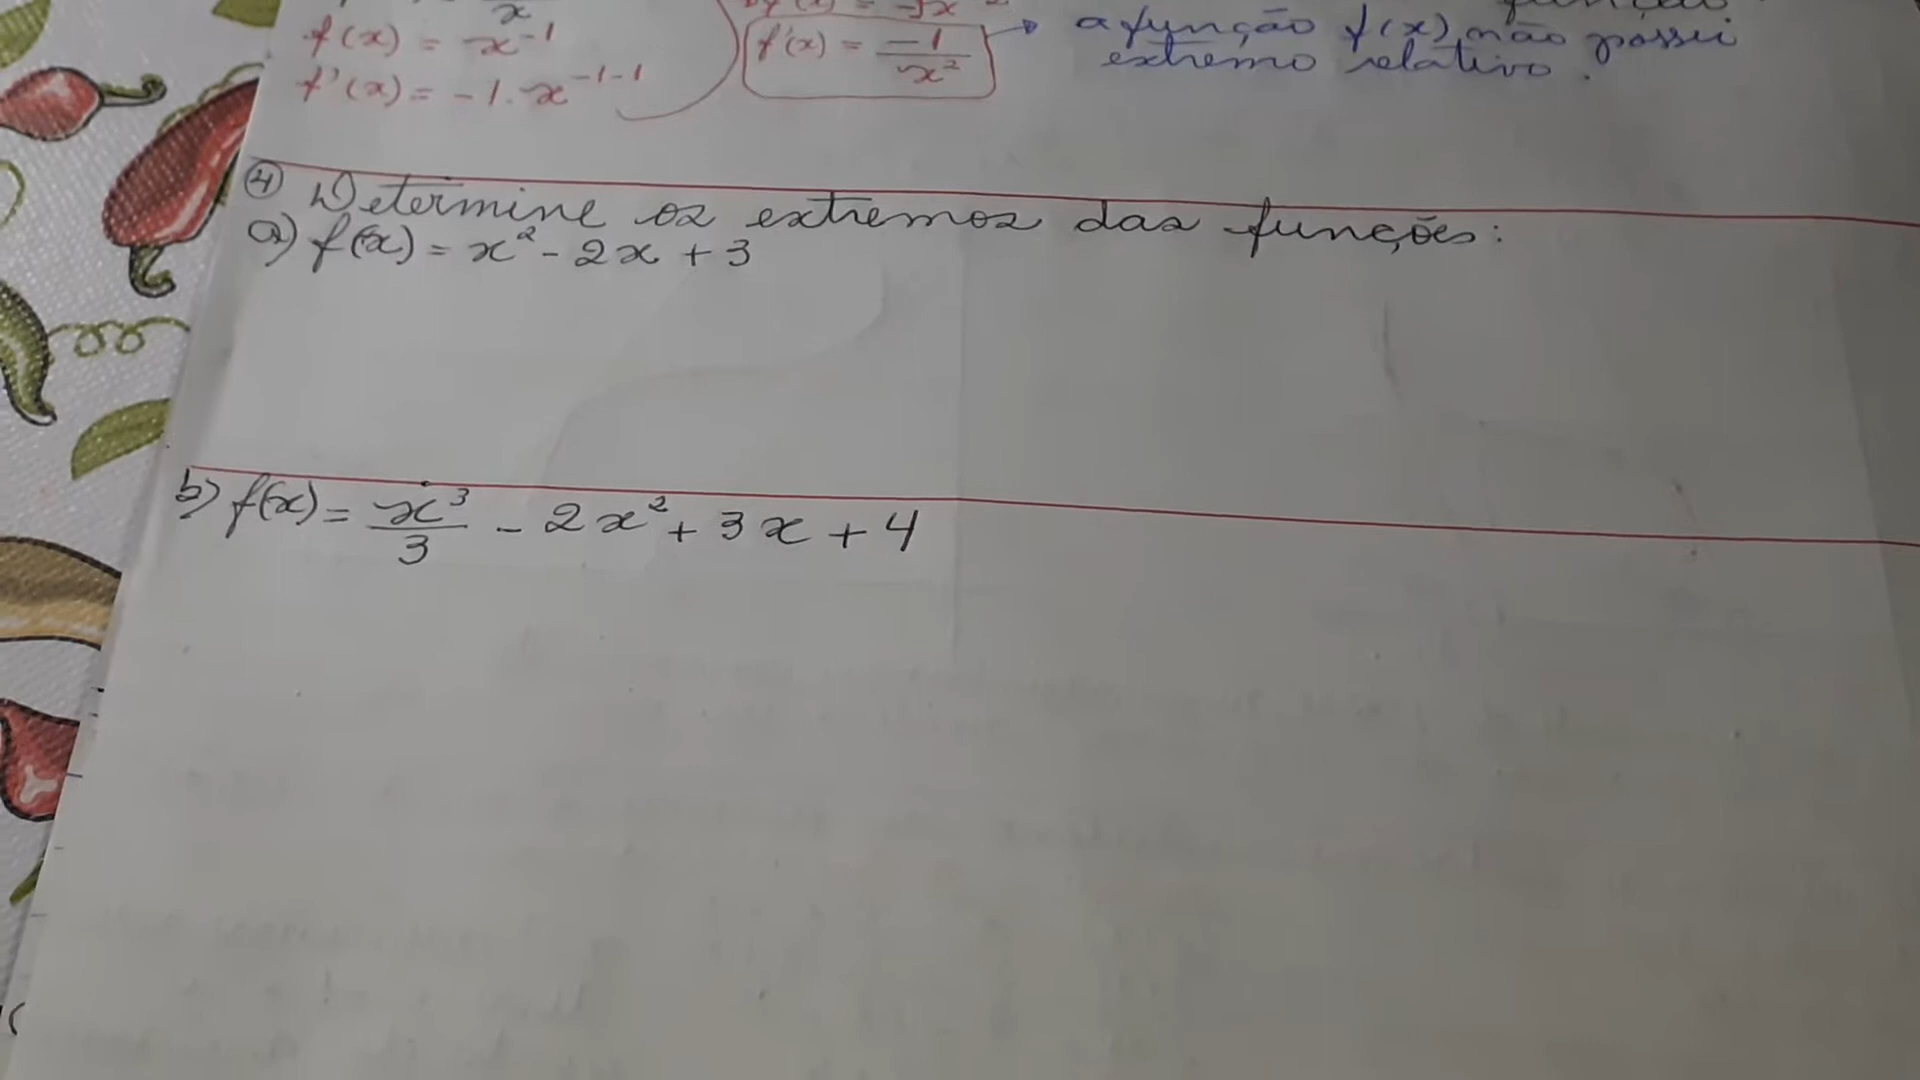 x
f(x) = x⁻¹
f'(x) = -1.x⁻¹⁻¹
f'(x) = -1/x²
a função f(x) não possui
extremo relativo.
4 Determine os extremos das funções:
a) f(x) = x² - 2x + 3
b) f(x) = x³/3 - 2x² + 3x + 4